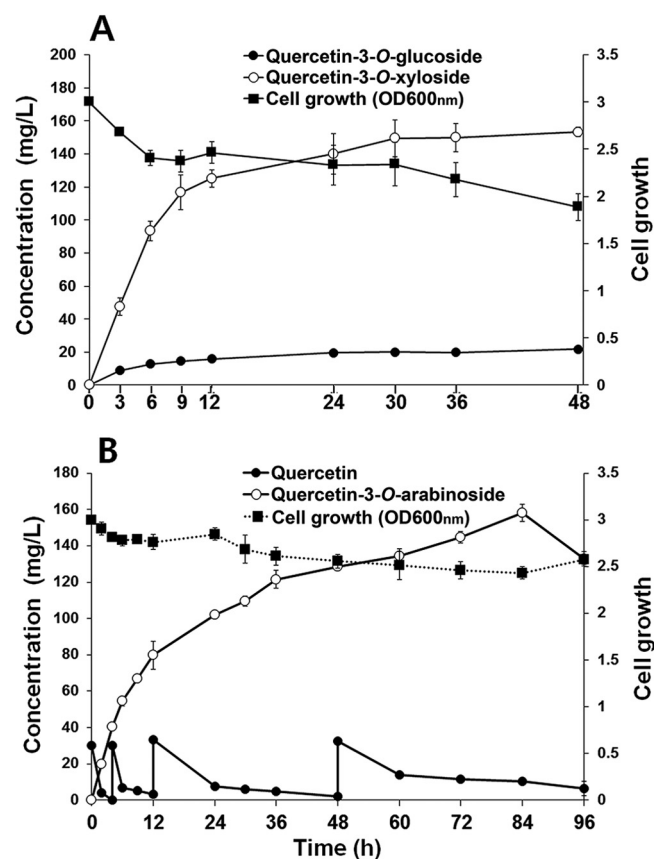 A
Quercetin-3-O-glucoside
Quercetin-3-O-xyloside
Cell growth (OD600nm)
Concentration (mg/L)
200
180
160
140
120
100
80
60
40
20
0
3.5
3
2.5
2
1.5
1
0.5
0
Cell growth
0 3 6 9 12 24 30 36 48
B
Quercetin
Quercetin-3-O-arabinoside
Cell growth (OD600nm)
Concentration (mg/L)
180
160
140
120
100
80
60
40
20
0
3.5
3
2.5
2
1.5
1
0.5
0
Cell growth
0 12 24 36 48 60 72 84 96
Time (h)